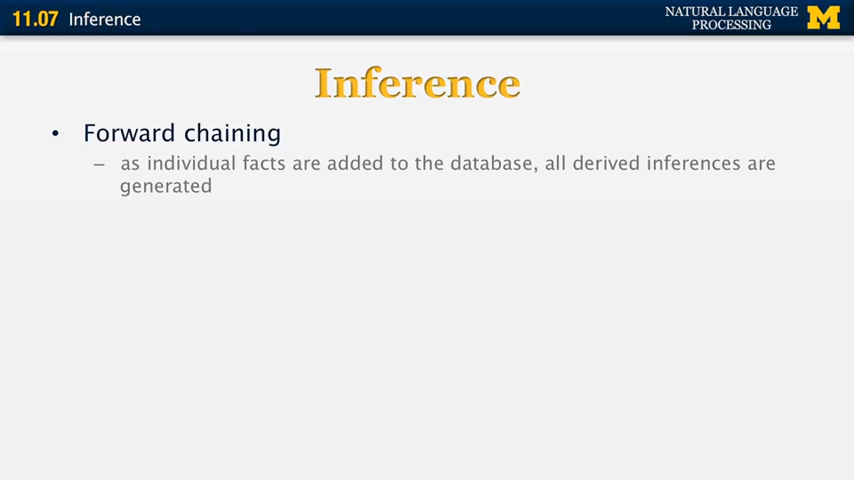 11.07 Inference
NATURAL LANGUAGE
PROCESSING
M
Inference
• Forward chaining
– as individual facts are added to the database, all derived inferences are
generated